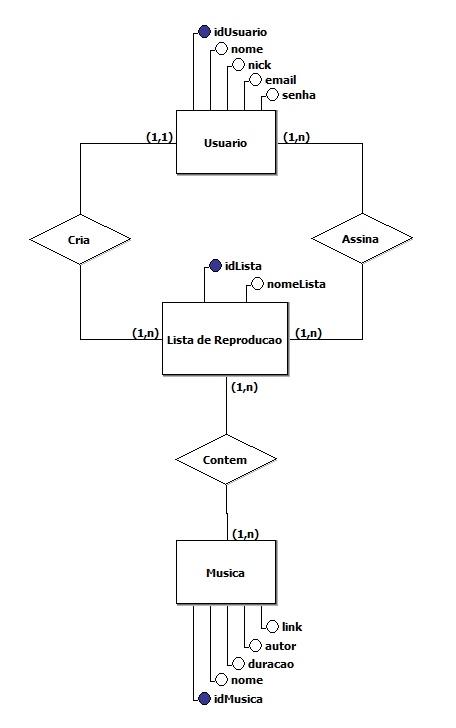 idUsuario
nome
nick
email
senha
(1,1)
Usuario
(1,n)
Cria
Assina
idLista
nomeLista
(1,n)
Lista de Reproducao
(1,n)
(1,n)
Contem
(1,n)
Musica
link
autor
duracao
nome
idMusica